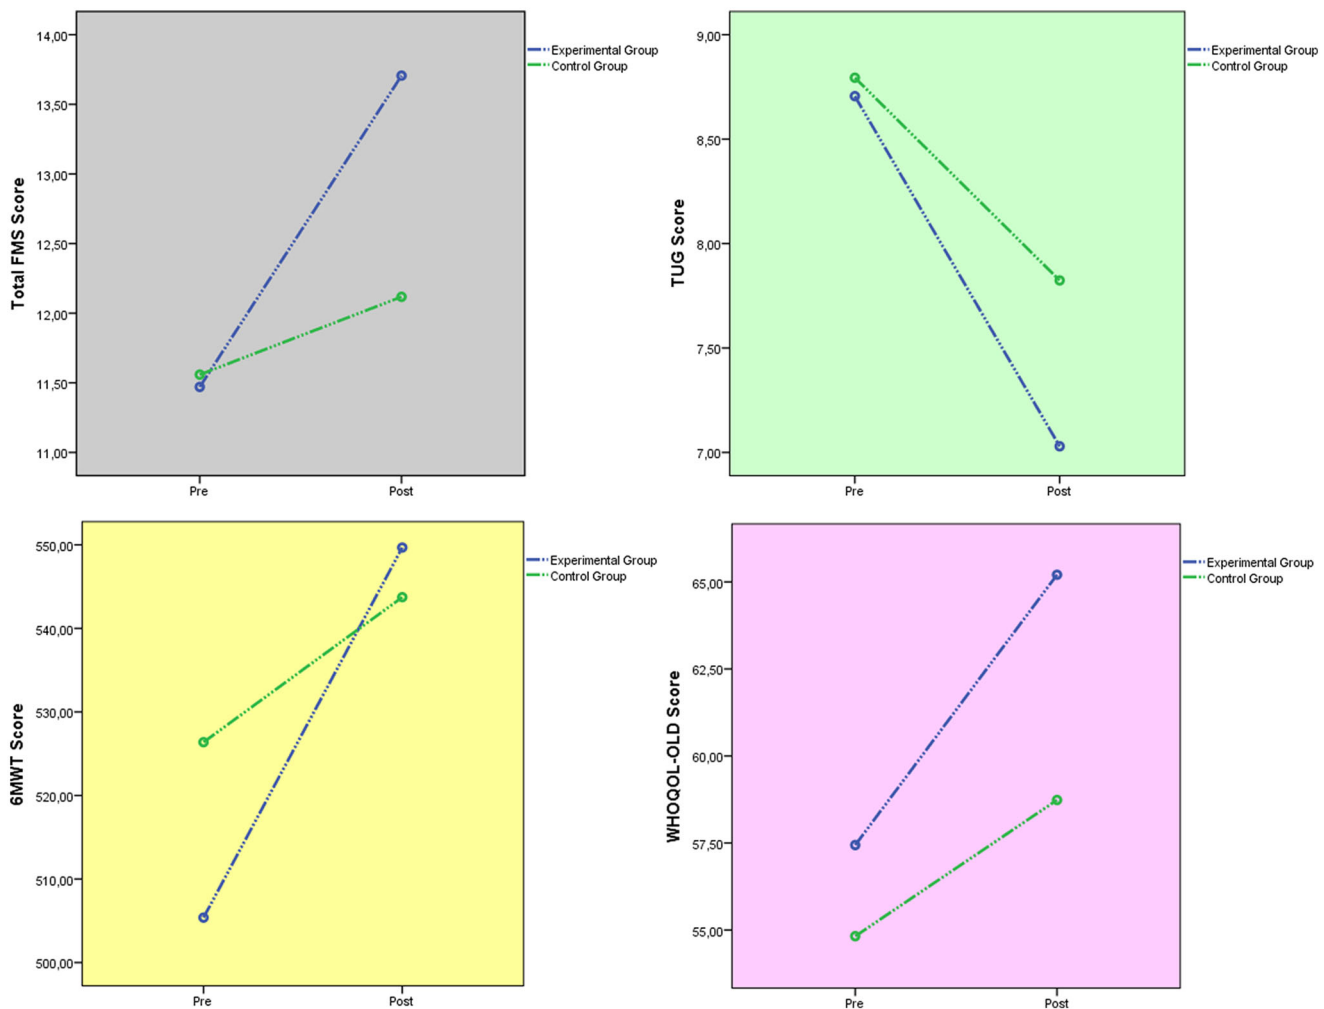 Total FMS Score
14,00
13,50
13,00
12,50
12,00
11,50
11,00
Pre
Post
Experimental Group
Control Group
TUG Score
9,00
8,50
8,00
7,50
7,00
Pre
Post
Experimental Group
Control Group
6MWT Score
550,00
540,00
530,00
520,00
510,00
500,00
Pre
Post
Experimental Group
Control Group
WHOQOL-OLD Score
65,00
62,50
60,00
57,50
55,00
Pre
Post
Experimental Group
Control Group